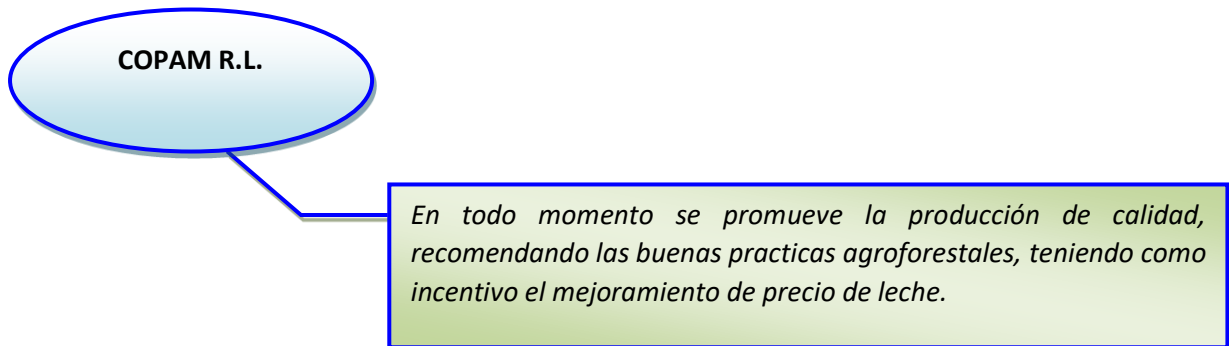 COPAM R.L.
En todo momento se promueve la producción de calidad,
recomendando las buenas practicas agroforestales, teniendo como
incentivo el mejoramiento de precio de leche.